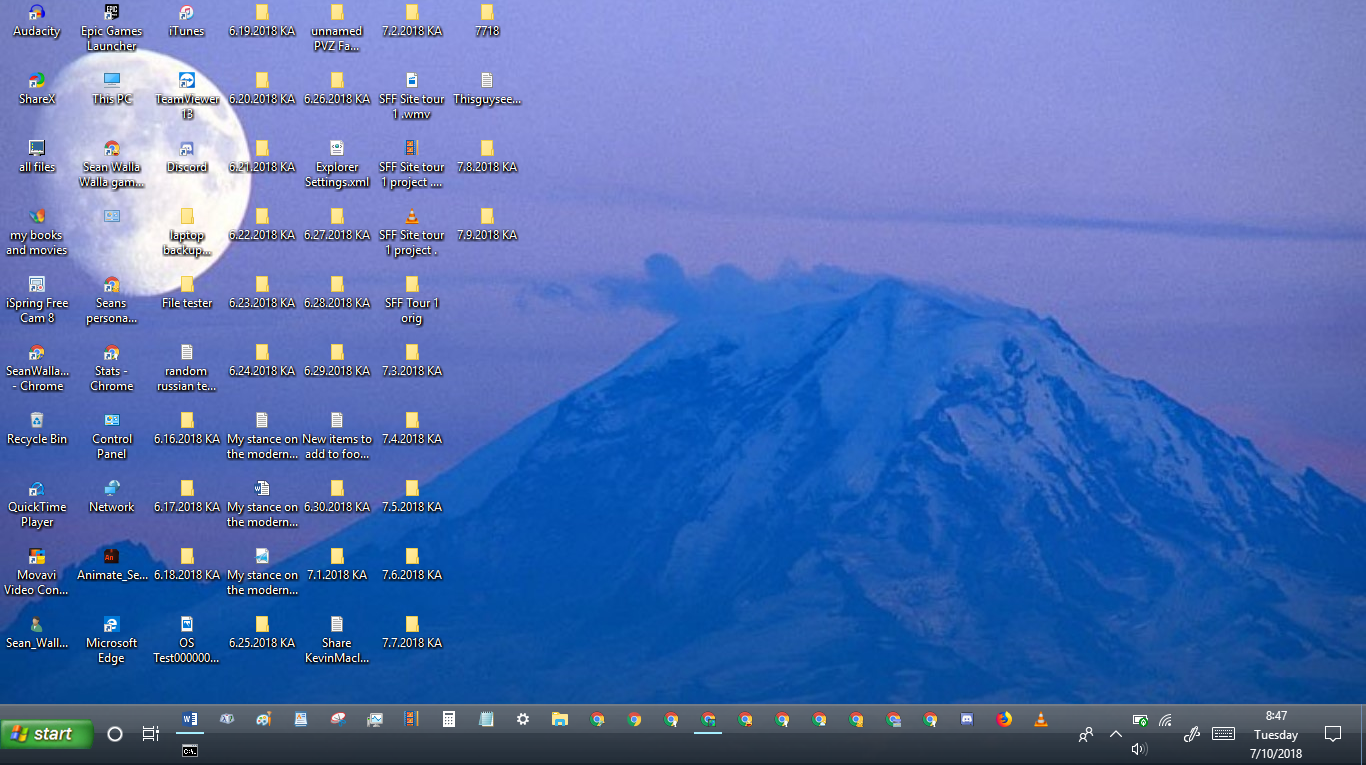 Audacity
Epic Games
Launcher
iTunes
6.19.2018 KA
unnamed
PVZ Fa...
7.2.2018 KA
7718
ShareX
This PC
TeamViewer
13
6.20.2018 KA
6.26.2018 KA
SFF Site tour
1 .wmv
Thisguysee...
all files
Sean Walla
Walla gam...
Discord
6.21.2018 KA
Explorer
Settings.xml
SFF Site tour
1 project ....
7.8.2018 KA
my books
and movies
laptop
backup...
6.22.2018 KA
6.27.2018 KA
SFF Site tour
1 project .
7.9.2018 KA
iSpring Free
Cam 8
Seans
persona...
File tester
6.23.2018 KA
6.28.2018 KA
SFF Tour 1
orig
SeanWalla...
- Chrome
Stats -
Chrome
random
russian te...
6.24.2018 KA
6.29.2018 KA
7.3.2018 KA
Recycle Bin
Control
Panel
6.16.2018 KA
My stance on
the modern...
New items to
add to foo...
7.4.2018 KA
QuickTime
Player
Network
6.17.2018 KA
My stance on
the modern...
6.30.2018 KA
7.5.2018 KA
Movavi
Video Con...
Animate_Se...
6.18.2018 KA
My stance on
the modern...
7.1.2018 KA
7.6.2018 KA
Sean_Wall...
Microsoft
Edge
OS
Test000000...
6.25.2018 KA
Share
KevinMacl...
7.7.2018 KA
start
8:47
Tuesday
7/10/2018